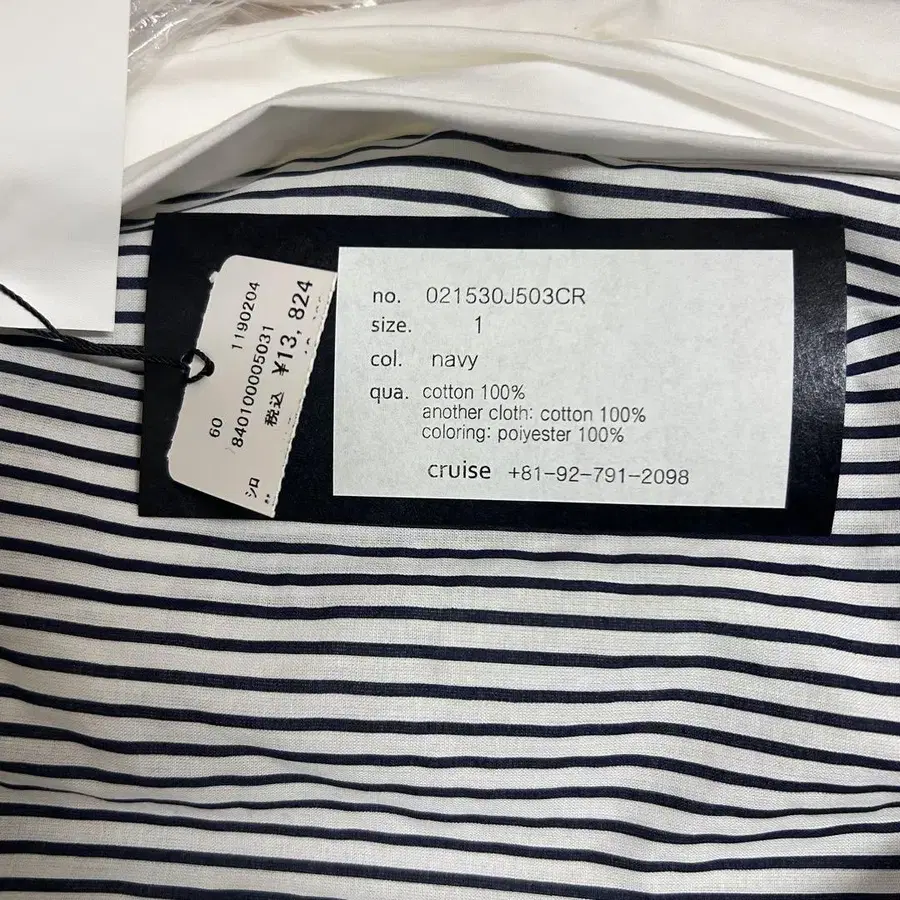 no. 021530J503CR
size. 1
col. navy
qua. cotton 100%
another cloth: cotton 100%
coloring: poiyester 100%
cruise +81-92-791-2098
1190204
60
840100005031
税込 ¥13,824
シロ